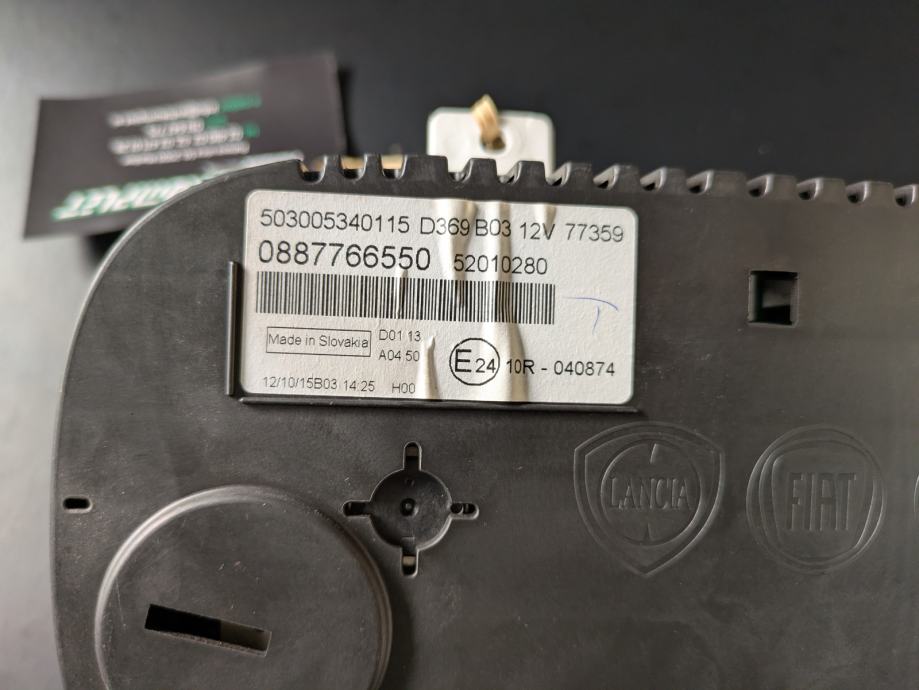 503005340115 D369 B03 12V 77359
0887766550 52010280
Made in Slovakia D01 13
A04 50
E24 10R - 040874
12/10/15B03 14:25 H00
LANCIA FIAT